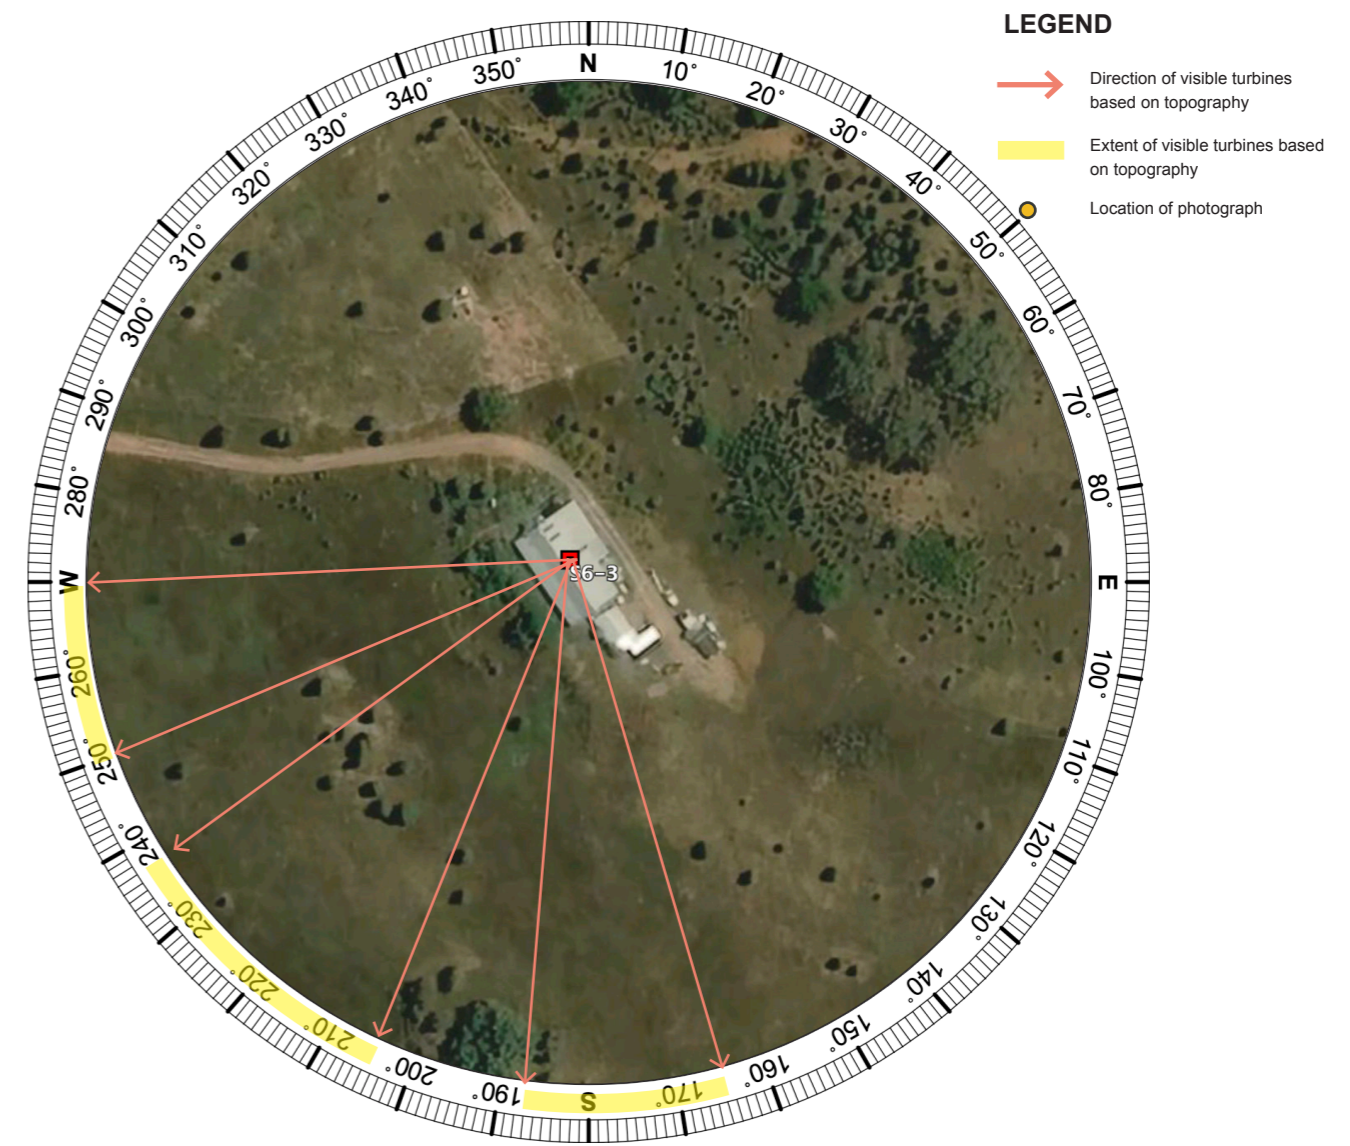 LEGEND
Direction of visible turbines
based on topography
Extent of visible turbines based
on topography
Location of photograph
N
10°
20°
30°
40°
50°
60°
70°
80°
E
100°
110°
120°
130°
140°
150°
160°
170°
S
190°
200°
210°
220°
230°
240°
250°
260°
W
280°
290°
300°
310°
320°
330°
340°
350°
S6-3